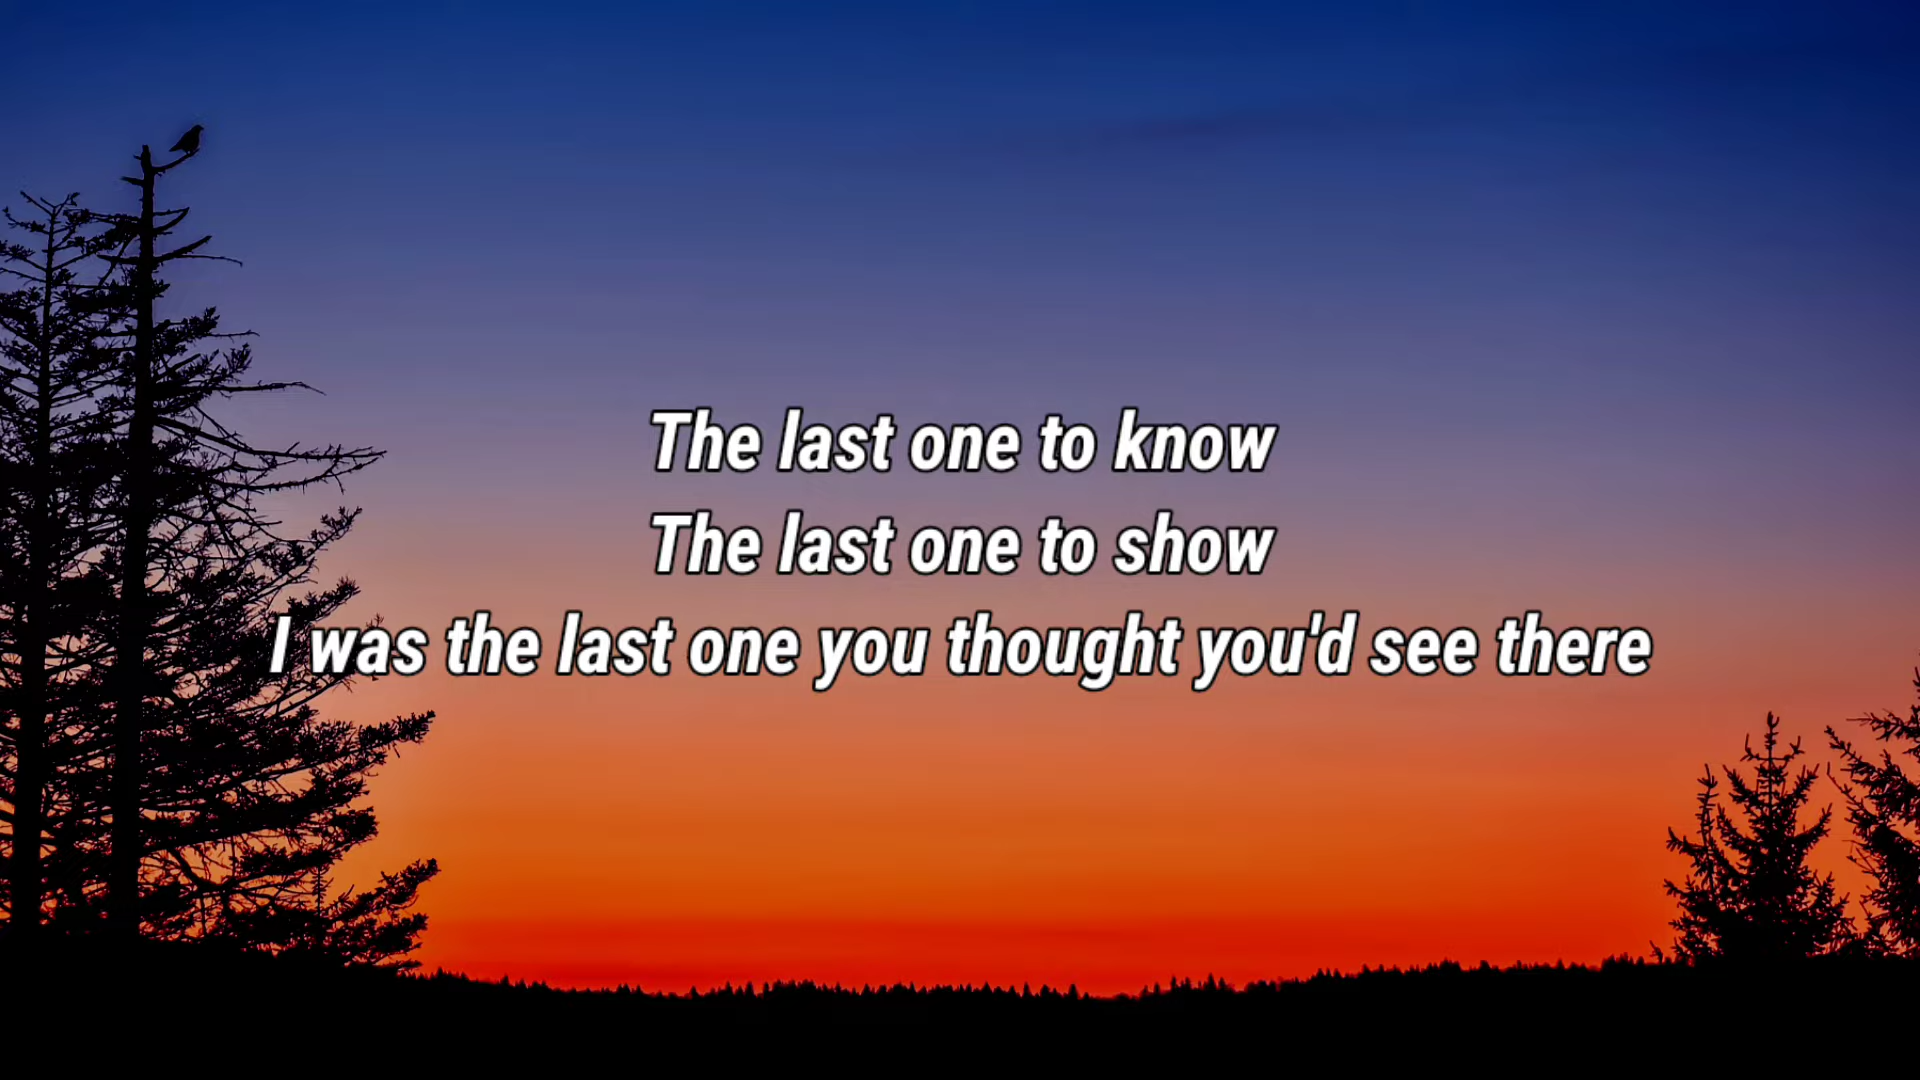 The last one to know
The last one to show
I was the last one you thought you'd see there